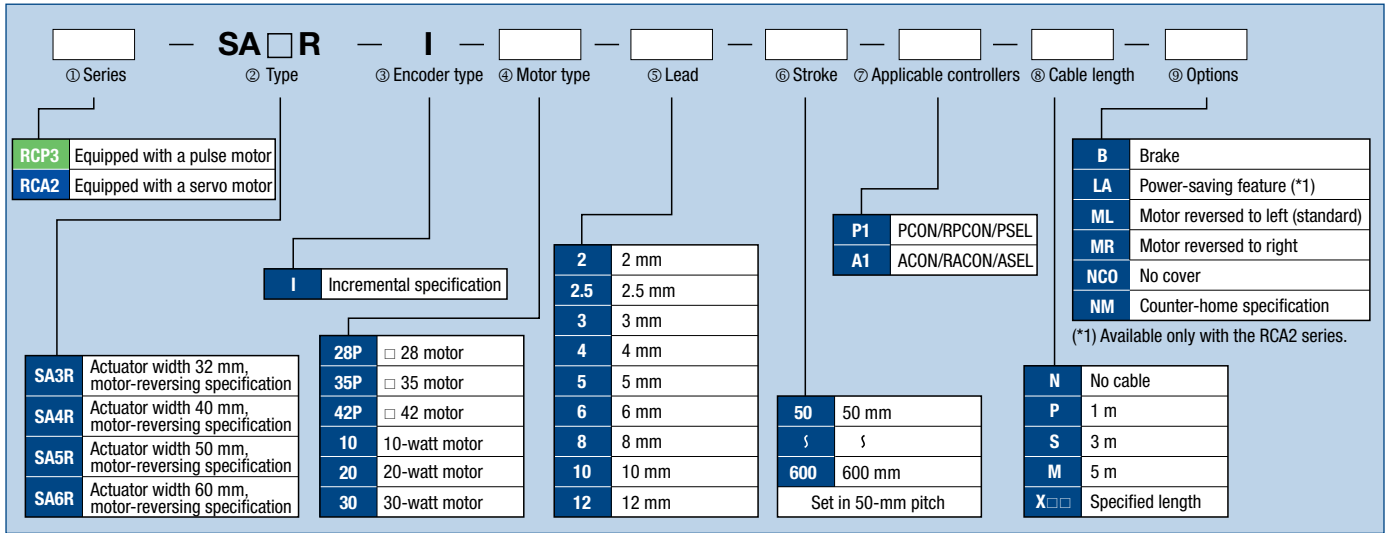 — SA□R — I — — — — — —
① Series ② Type ③ Encoder type ④ Motor type ⑤ Lead ⑥ Stroke ⑦ Applicable controllers ⑧ Cable length ⑨ Options
RCP3 Equipped with a pulse motor
RCA2 Equipped with a servo motor
SA3R Actuator width 32 mm,
motor-reversing specification
SA4R Actuator width 40 mm,
motor-reversing specification
SA5R Actuator width 50 mm,
motor-reversing specification
SA6R Actuator width 60 mm,
motor-reversing specification
I Incremental specification
28P □ 28 motor
35P □ 35 motor
42P □ 42 motor
10 10-watt motor
20 20-watt motor
30 30-watt motor
2 2 mm
2.5 2.5 mm
3 3 mm
4 4 mm
5 5 mm
6 6 mm
8 8 mm
10 10 mm
12 12 mm
50 50 mm
∫ ∫
600 600 mm
Set in 50-mm pitch
P1 PCON/RPCON/PSEL
A1 ACON/RACON/ASEL
N No cable
P 1 m
S 3 m
M 5 m
X□□ Specified length
B Brake
LA Power-saving feature (*1)
ML Motor reversed to left (standard)
MR Motor reversed to right
NCO No cover
NM Counter-home specification
(*1) Available only with the RCA2 series.